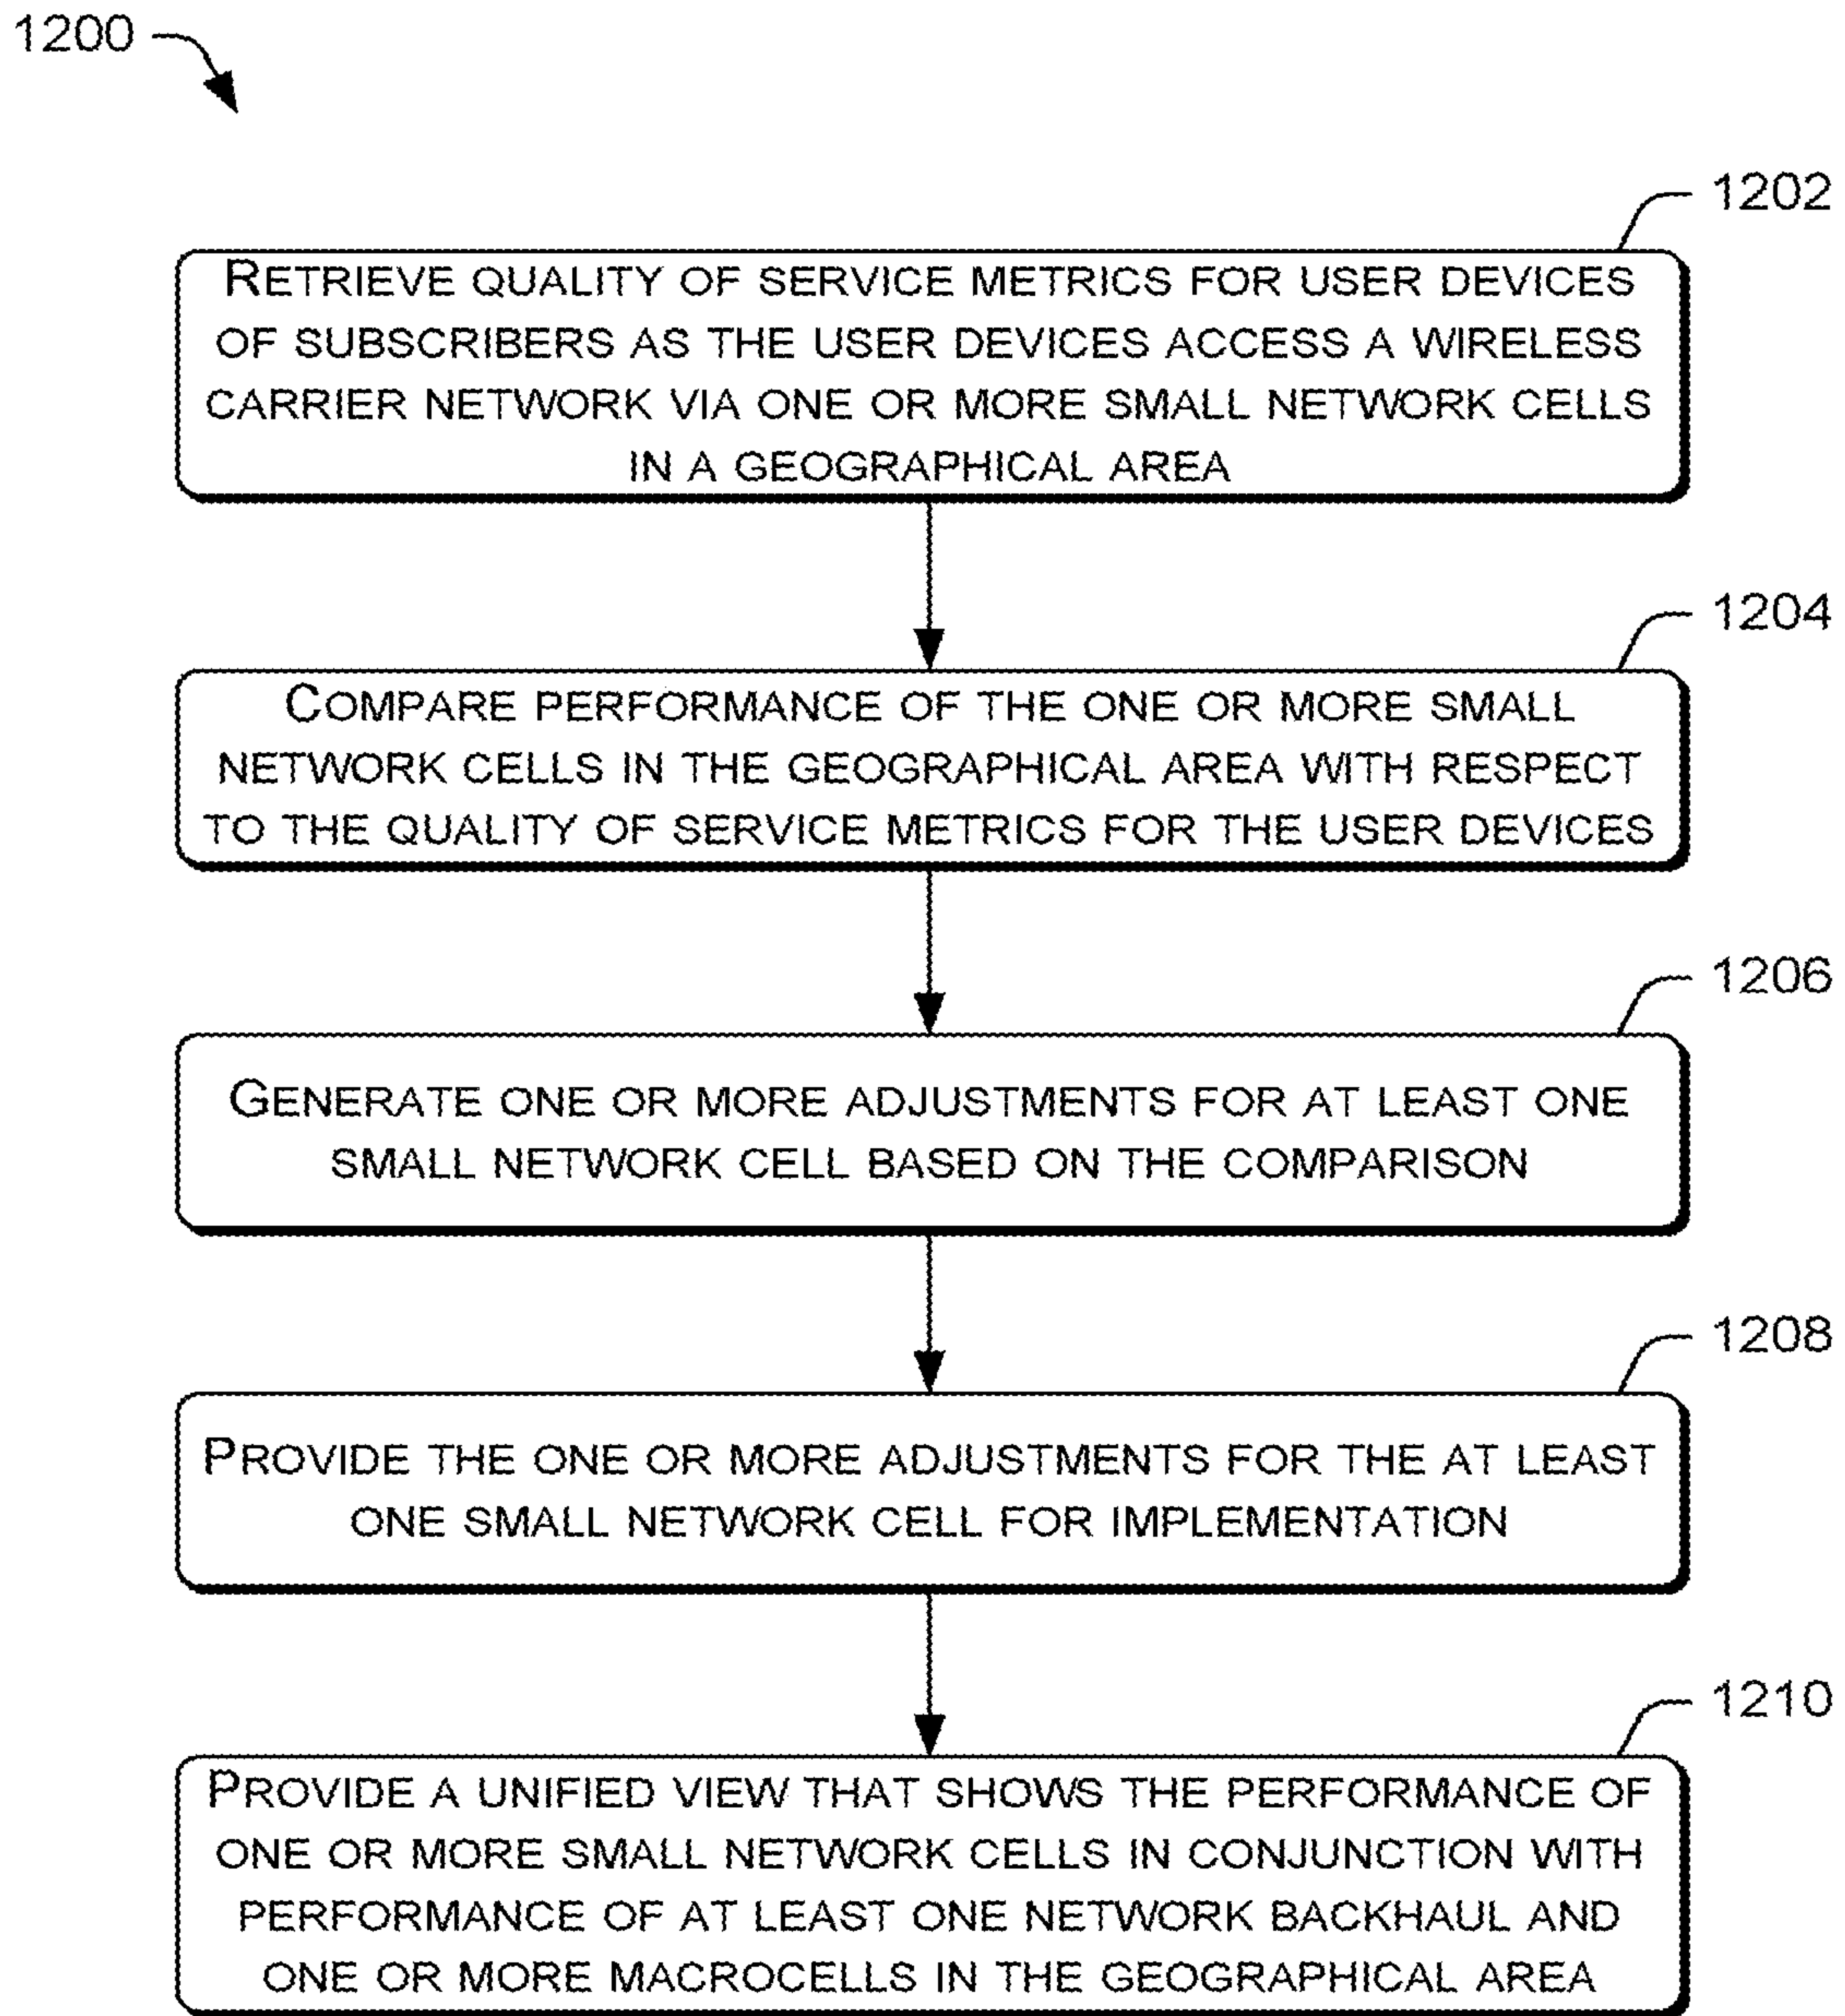 1200
1202
RETRIEVE QUALITY OF SERVICE METRICS FOR USER DEVICES
OF SUBSCRIBERS AS THE USER DEVICES ACCESS A WIRELESS
CARRIER NETWORK VIA ONE OR MORE SMALL NETWORK CELLS
IN A GEOGRAPHICAL AREA
1204
COMPARE PERFORMANCE OF THE ONE OR MORE SMALL
NETWORK CELLS IN THE GEOGRAPHICAL AREA WITH RESPECT
TO THE QUALITY OF SERVICE METRICS FOR THE USER DEVICES
1206
GENERATE ONE OR MORE ADJUSTMENTS FOR AT LEAST ONE
SMALL NETWORK CELL BASED ON THE COMPARISON
1208
PROVIDE THE ONE OR MORE ADJUSTMENTS FOR THE AT LEAST
ONE SMALL NETWORK CELL FOR IMPLEMENTATION
1210
PROVIDE A UNIFIED VIEW THAT SHOWS THE PERFORMANCE OF
ONE OR MORE SMALL NETWORK CELLS IN CONJUNCTION WITH
PERFORMANCE OF AT LEAST ONE NETWORK BACKHAUL AND
ONE OR MORE MACROCELLS IN THE GEOGRAPHICAL AREA